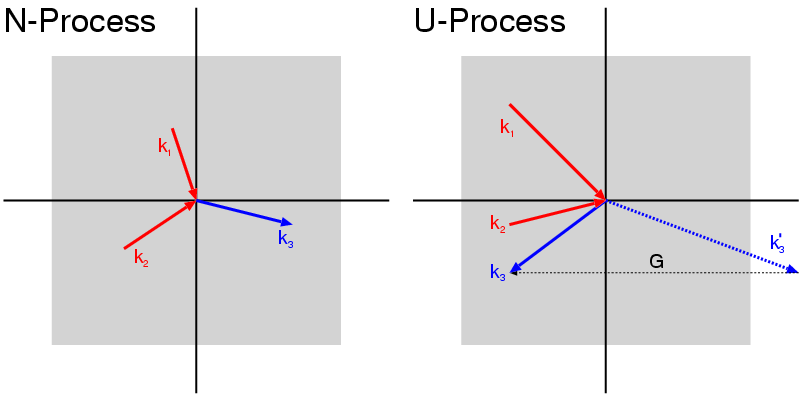 N-Process
U-Process
k₁
k₂
k₃
k₁
k₂
k₃
k'₃
G